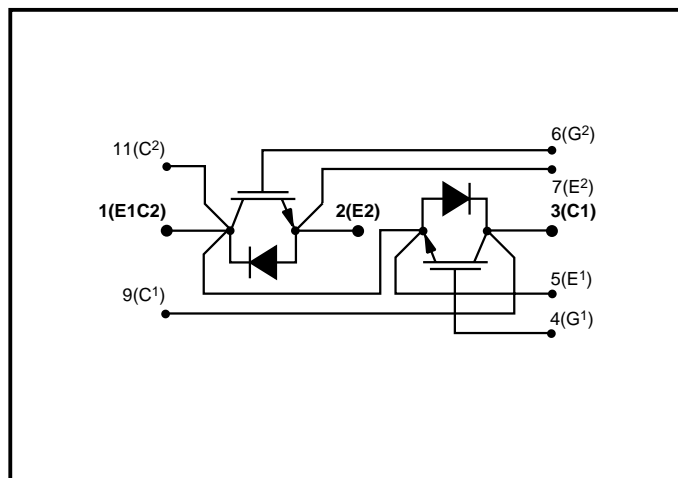 6(G²)
11(C²)
7(E²)
1(E1C2)
2(E2)
3(C1)
5(E¹)
9(C¹)
4(G¹)